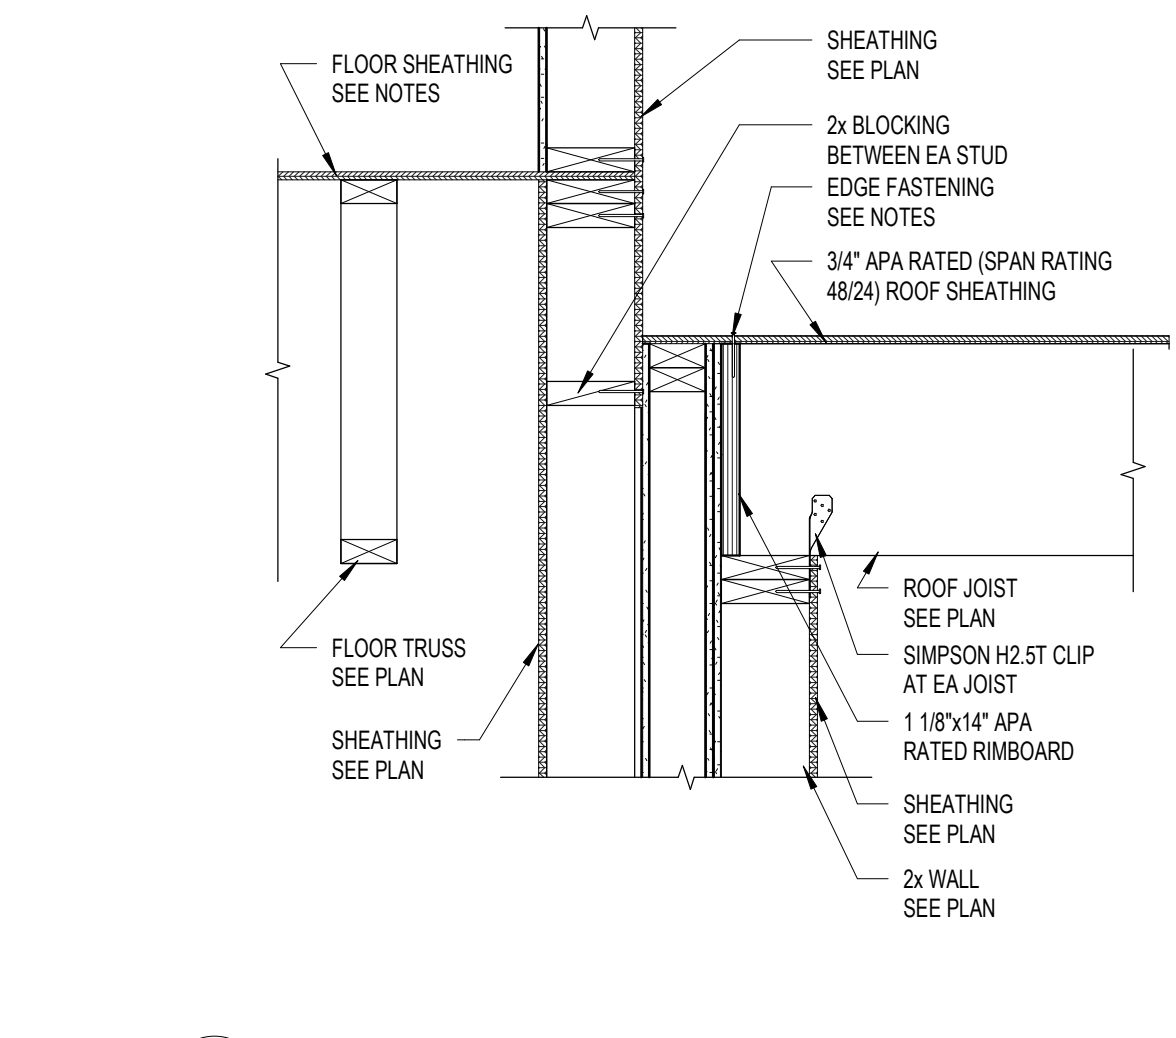 FLOOR SHEATHING
SEE NOTES
SHEATHING
SEE PLAN
2x BLOCKING
BETWEEN EA STUD
EDGE FASTENING
SEE NOTES
3/4" APA RATED (SPAN RATING
48/24) ROOF SHEATHING
FLOOR TRUSS
SEE PLAN
SHEATHING
SEE PLAN
ROOF JOIST
SEE PLAN
SIMPSON H2.5T CLIP
AT EA JOIST
1 1/8"x14" APA
RATED RIMBOARD
SHEATHING
SEE PLAN
2x WALL
SEE PLAN